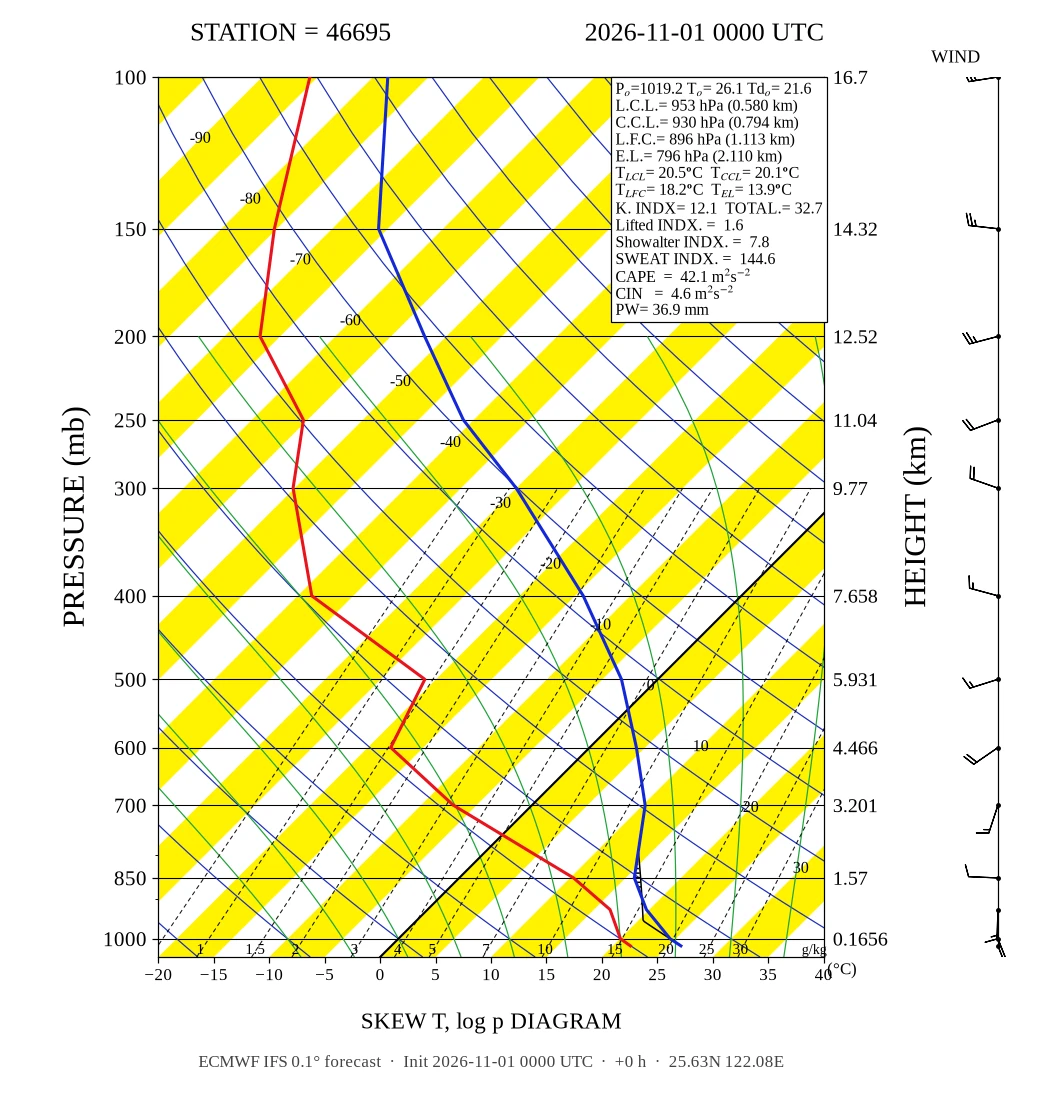 STATION = 46695
2026-11-01 0000 UTC
WIND
P₀=1019.2 T₀= 26.1 Td₀= 21.6
L.C.L.= 953 hPa (0.580 km)
C.C.L.= 930 hPa (0.794 km)
L.F.C.= 896 hPa (1.113 km)
E.L.= 796 hPa (2.110 km)
T_LCL= 20.5°C T_CCL= 20.1°C
T_LFC= 18.2°C T_EL= 13.9°C
K. INDX= 12.1 TOTAL.= 32.7
Lifted INDX. = 1.6
Showalter INDX. = 7.8
SWEAT INDX. = 144.6
CAPE = 42.1 m²s⁻²
CIN = 4.6 m²s⁻²
PW= 36.9 mm
100
150
200
250
300
400
500
600
700
850
1000
PRESSURE (mb)
16.7
14.32
12.52
11.04
9.77
7.658
5.931
4.466
3.201
1.57
0.1656
HEIGHT (km)
-90
-80
-70
-60
-50
-40
-30
-20
-10
0
10
20
30
1 1.5 2 3 4 5 7 10 15 20 25 30 g/kg
−20 −15 −10 −5 0 5 10 15 20 25 30 35 40 (°C)
SKEW T, log p DIAGRAM
ECMWF IFS 0.1° forecast · Init 2026-11-01 0000 UTC · +0 h · 25.63N 122.08E